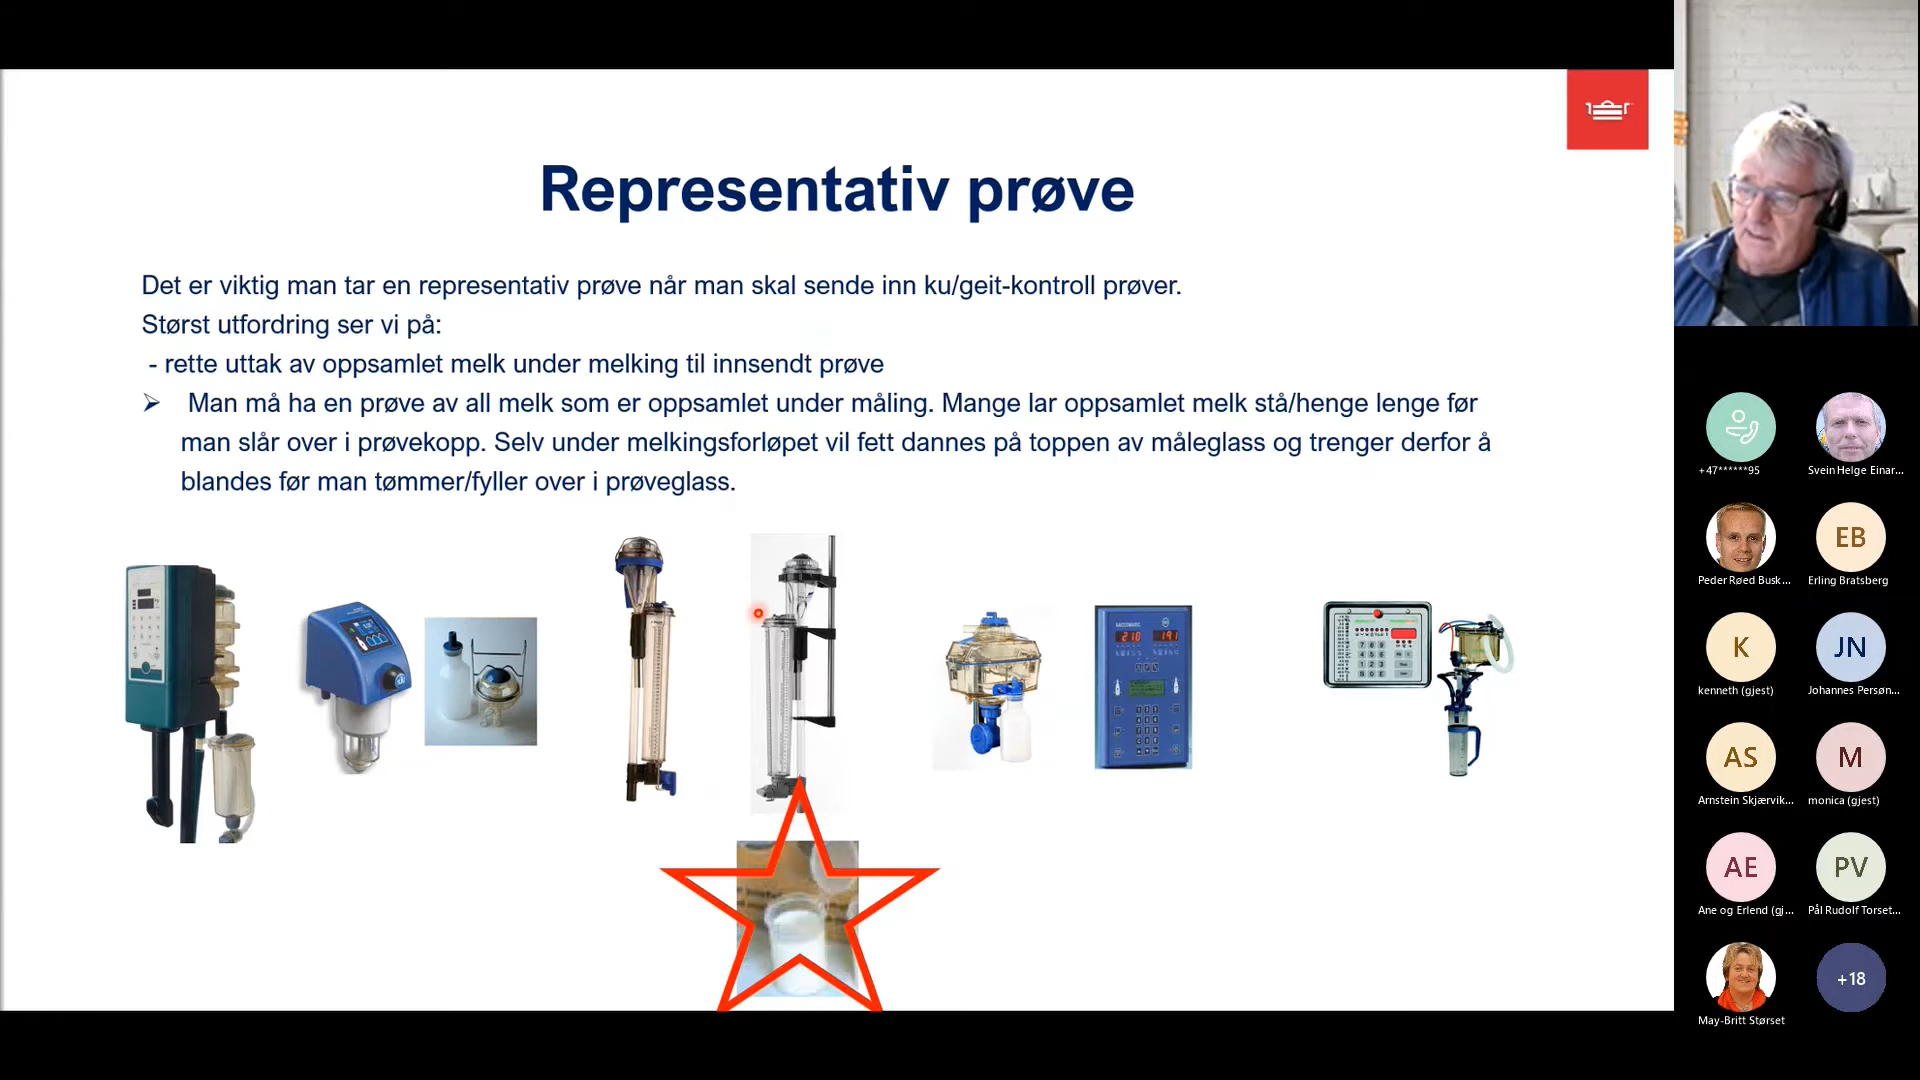 Representativ prøve
Det er viktig man tar en representativ prøve når man skal sende inn ku/geit-kontroll prøver.
Størst utfordring ser vi på:
- rette uttak av oppsamlet melk under melking til innsendt prøve
➢ Man må ha en prøve av all melk som er oppsamlet under måling. Mange lar oppsamlet melk stå/henge lenge før
man slår over i prøvekopp. Selv under melkingsforløpet vil fett dannes på toppen av måleglass og trenger derfor å
blandes før man tømmer/fyller over i prøveglass.
210 191
+47******95
Svein Helge Einar...
Peder Røed Busk...
EB
Erling Bratsberg
K
kenneth (gjest)
JN
Johannes Persøn...
AS
Arnstein Skjærvik...
M
monica (gjest)
AE
Ane og Erlend (gj...
PV
Pål Rudolf Torset...
May-Britt Størset
+18